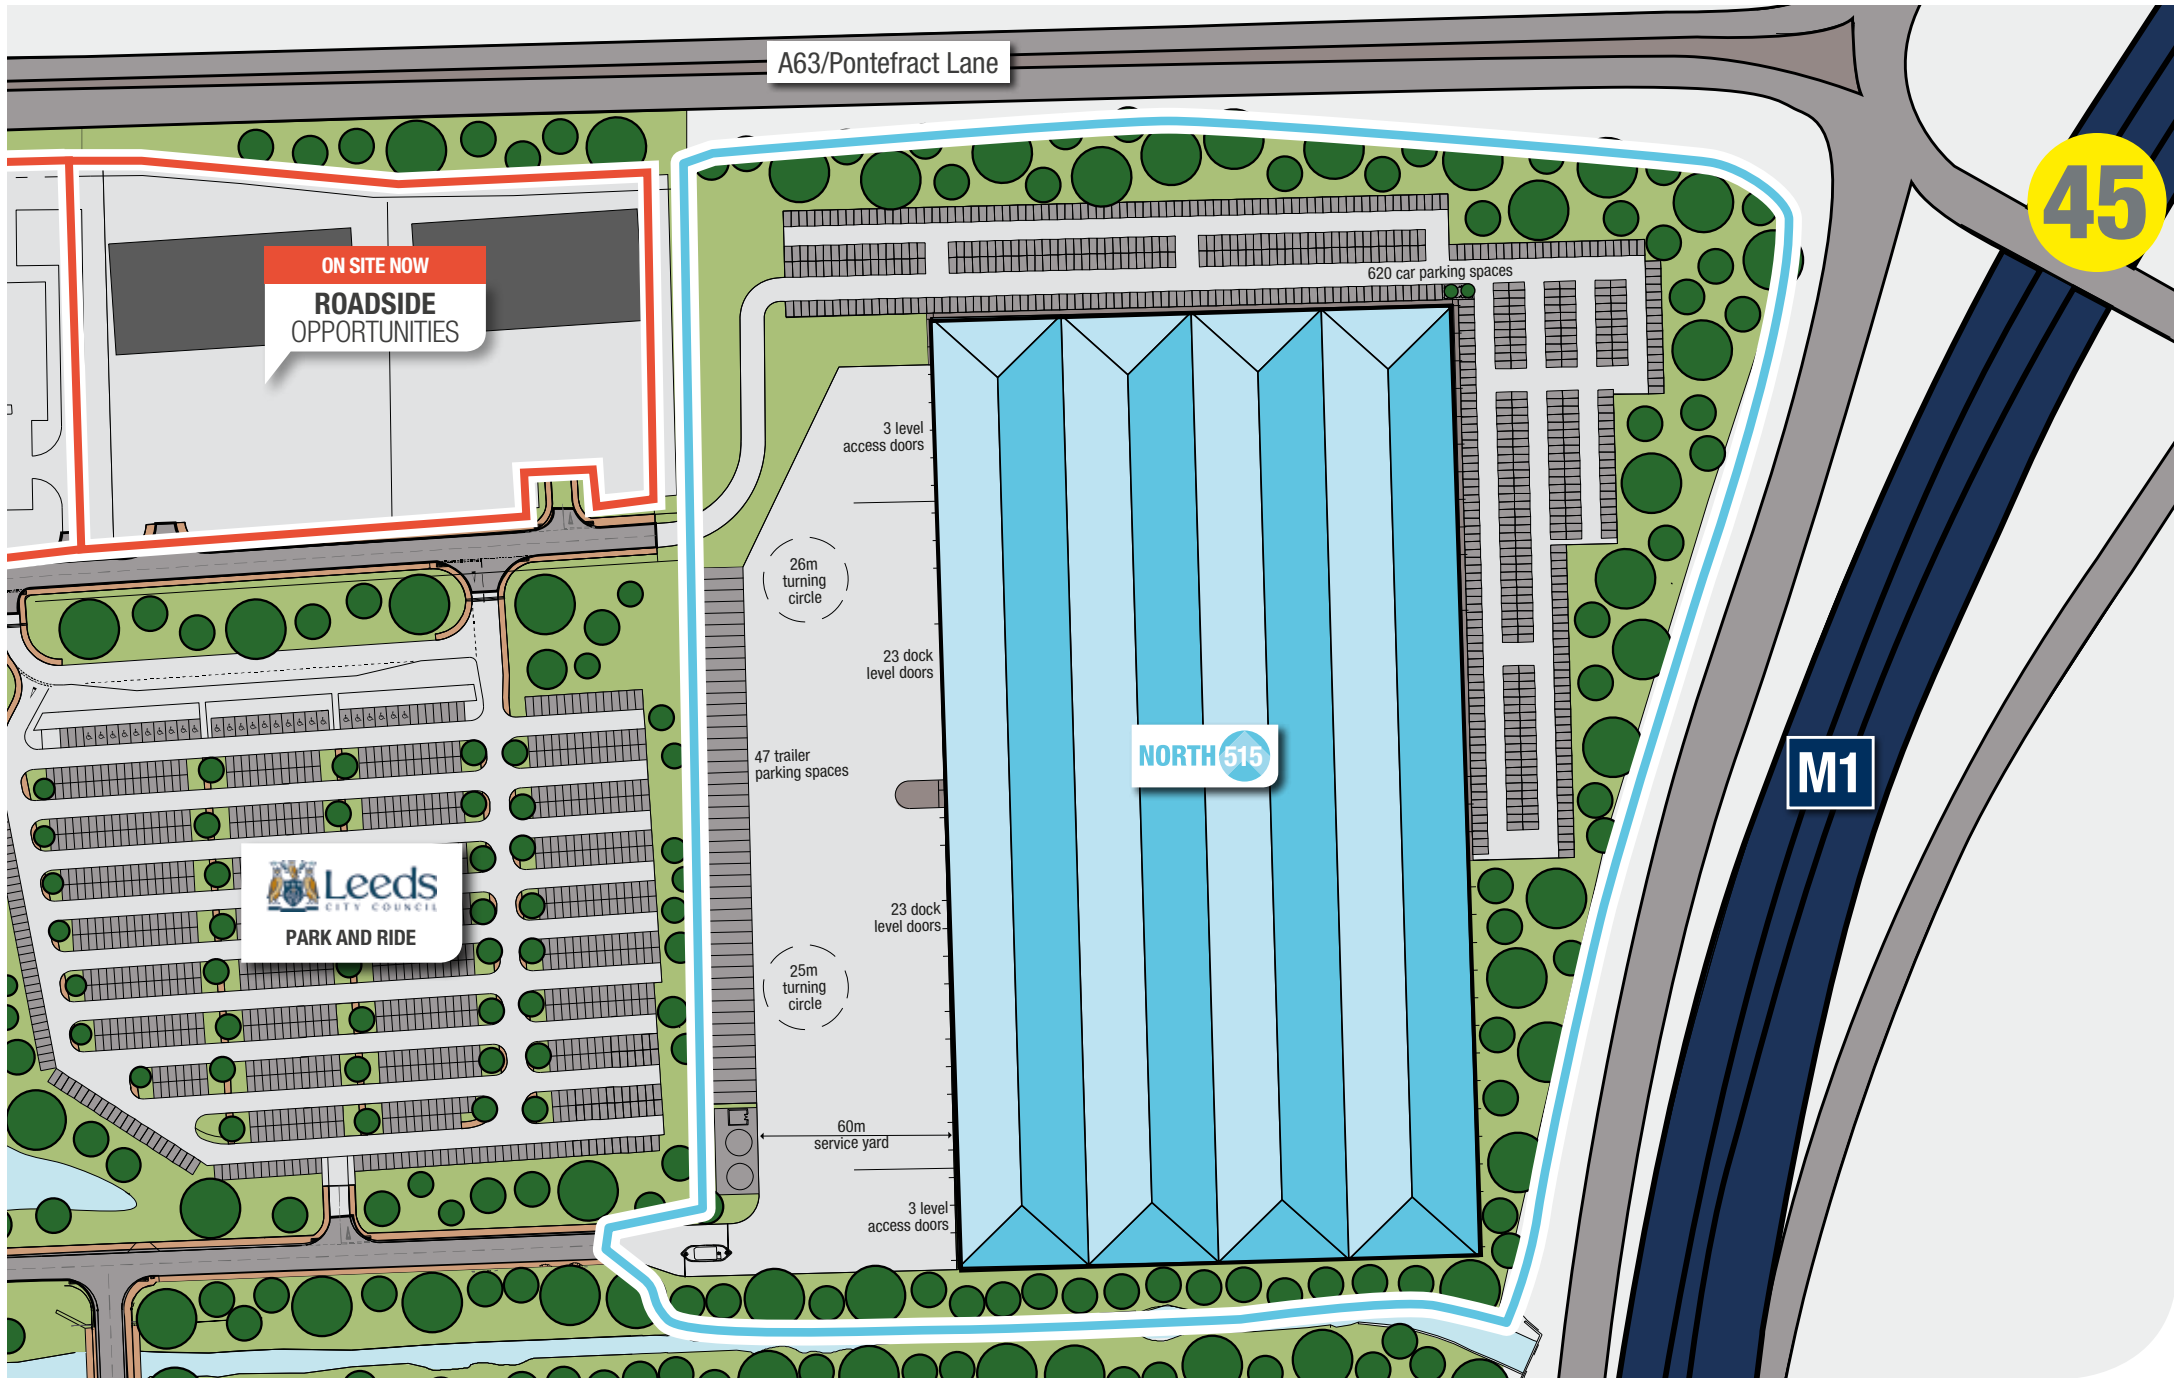 A63/Pontefract Lane
45
ON SITE NOW
ROADSIDE
OPPORTUNITIES
620 car parking spaces
3 level
access doors
26m
turning
circle
23 dock
level doors
47 trailer
parking spaces
NORTH 515
M1
Leeds
CITY COUNCIL
PARK AND RIDE
23 dock
level doors
25m
turning
circle
60m
service yard
3 level
access doors